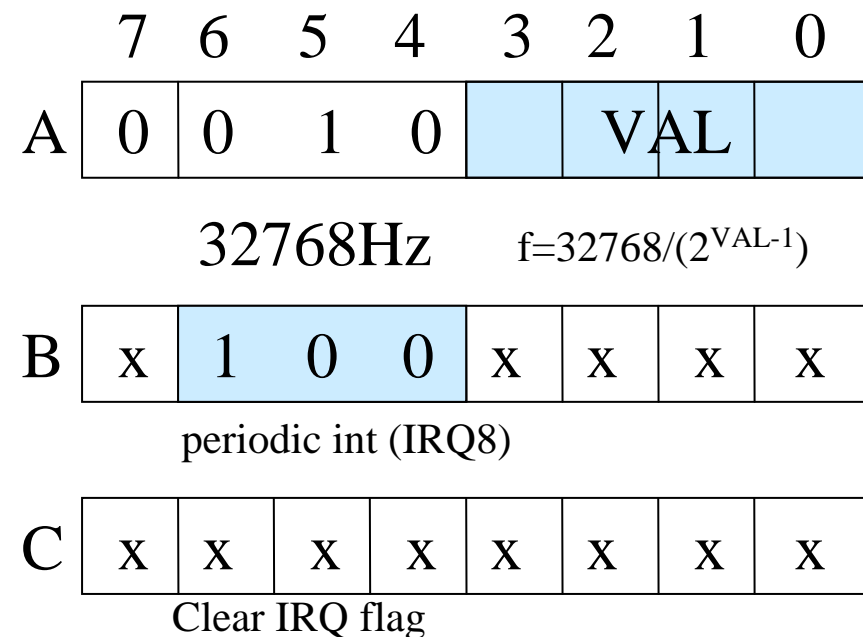 7 6 5 4 3 2 1 0
A 0 0 1 0 VAL
32768Hz f=32768/(2^VAL-1)
B x 1 0 0 x x x x
periodic int (IRQ8)
C x x x x x x x x
Clear IRQ flag